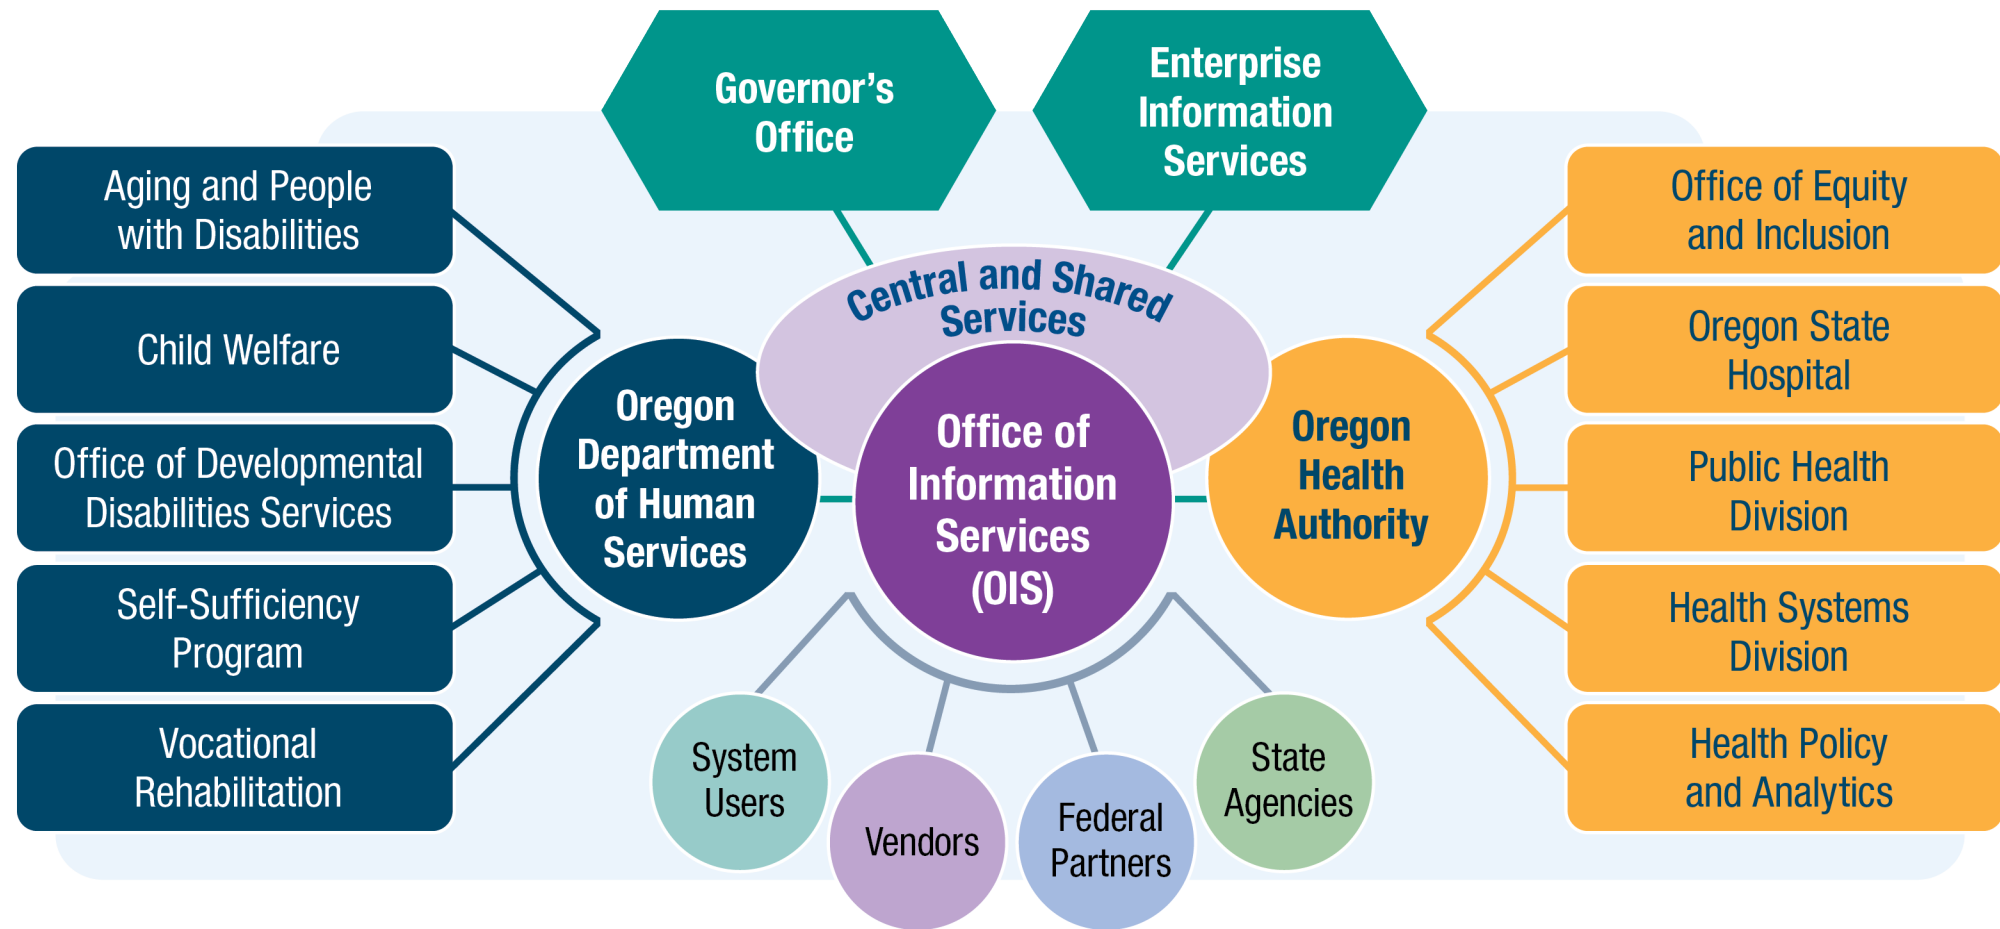 Governor's
Office
Enterprise
Information
Services
Aging and People
with Disabilities
Child Welfare
Office of Developmental
Disabilities Services
Self-Sufficiency
Program
Vocational
Rehabilitation
Oregon
Department
of Human
Services
Central and Shared
Services
Office of
Information
Services
(OIS)
Oregon
Health
Authority
Office of Equity
and Inclusion
Oregon State
Hospital
Public Health
Division
Health Systems
Division
Health Policy
and Analytics
System
Users
Vendors
Federal
Partners
State
Agencies